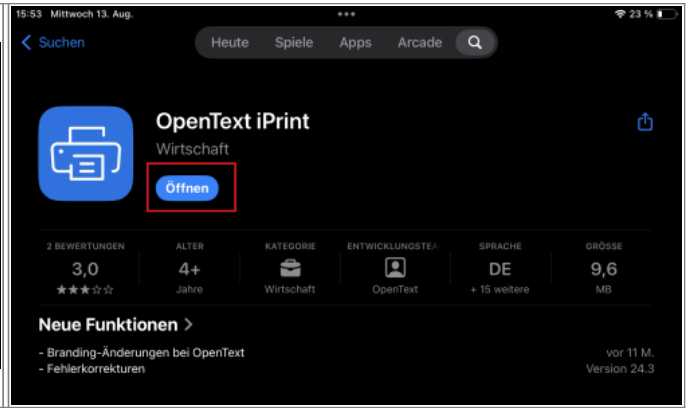 15:53 Mittwoch 13. Aug.
23 %
Suchen
Heute Spiele Apps Arcade
OpenText iPrint
Wirtschaft
Öffnen
2 BEWERTUNGEN ALTER KATEGORIE ENTWICKLUNGSTEA SPRACHE GRÖSSE
3,0 4+ DE 9,6
Jahre Wirtschaft OpenText + 15 weitere MB
Neue Funktionen
- Branding-Änderungen bei OpenText vor 11 M.
- Fehlerkorrekturen Version 24.3